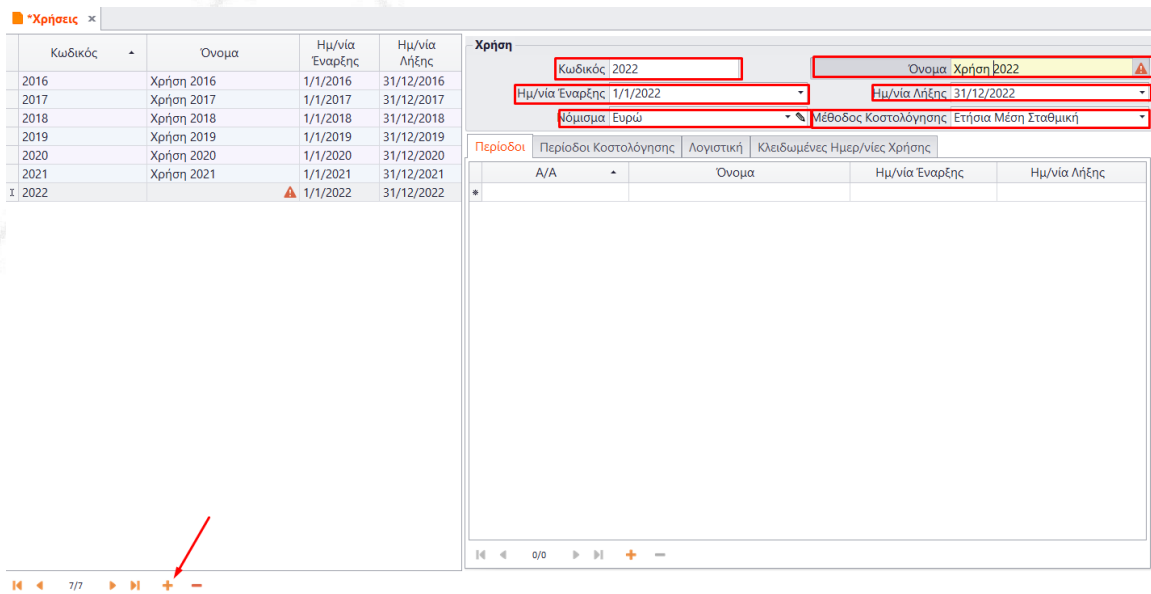 *Χρήσεις ×
Κωδικός Όνομα Ημ/νία Έναρξης Ημ/νία Λήξης
2016 Χρήση 2016 1/1/2016 31/12/2016
2017 Χρήση 2017 1/1/2017 31/12/2017
2018 Χρήση 2018 1/1/2018 31/12/2018
2019 Χρήση 2019 1/1/2019 31/12/2019
2020 Χρήση 2020 1/1/2020 31/12/2020
2021 Χρήση 2021 1/1/2021 31/12/2021
2022 1/1/2022 31/12/2022
7/7
Χρήση
Κωδικός 2022 Όνομα Χρήση 2022
Ημ/νία Έναρξης 1/1/2022 Ημ/νία Λήξης 31/12/2022
Νόμισμα Ευρώ Μέθοδος Κοστολόγησης Ετήσια Μέση Σταθμική
Περίοδοι Περίοδοι Κοστολόγησης Λογιστική Κλειδωμένες Ημερ/νίες Χρήσης
Α/Α Όνομα Ημ/νία Έναρξης Ημ/νία Λήξης
0/0